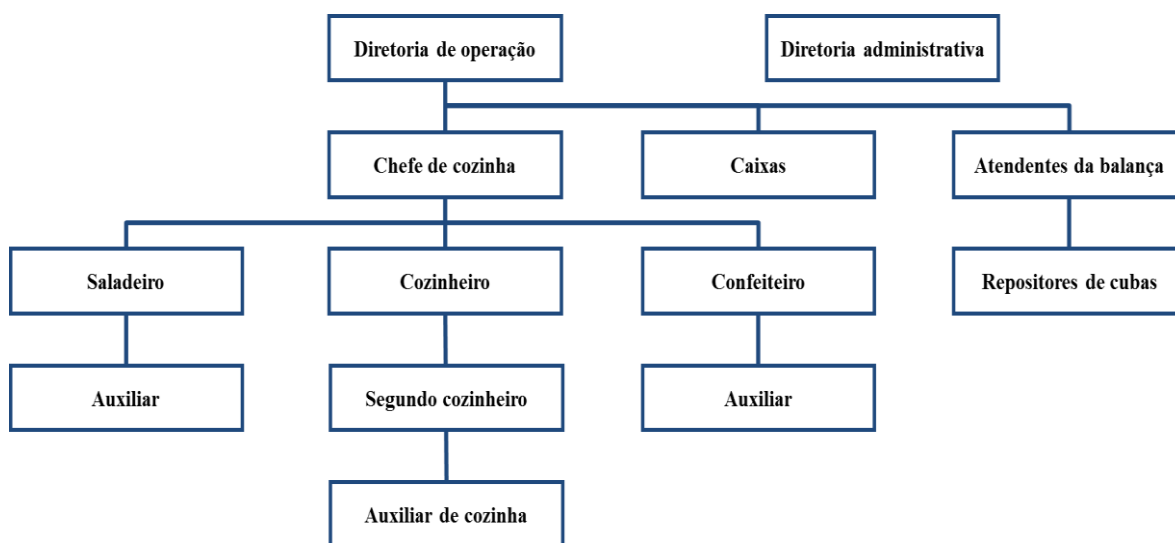 Diretoria de operação
Diretoria administrativa
Chefe de cozinha
Caixas
Atendentes da balança
Saladeiro
Cozinheiro
Confeiteiro
Repositores de cubas
Auxiliar
Segundo cozinheiro
Auxiliar
Auxiliar de cozinha